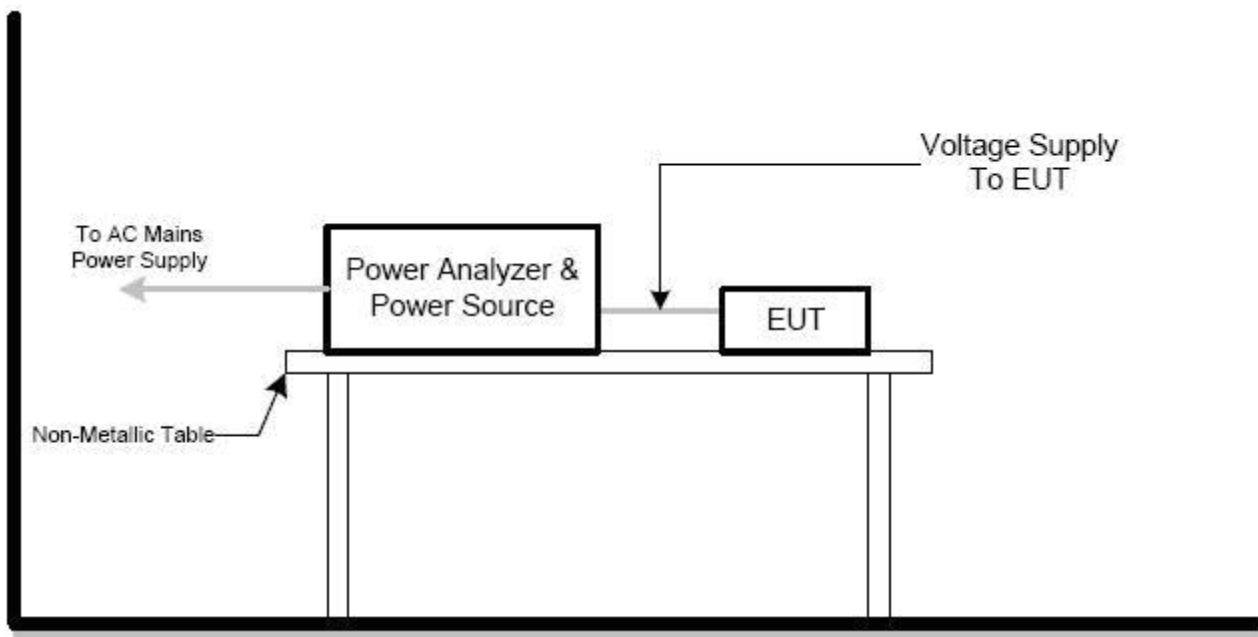 Voltage Supply
To EUT
To AC Mains
Power Supply
Power Analyzer &
Power Source
EUT
Non-Metallic Table